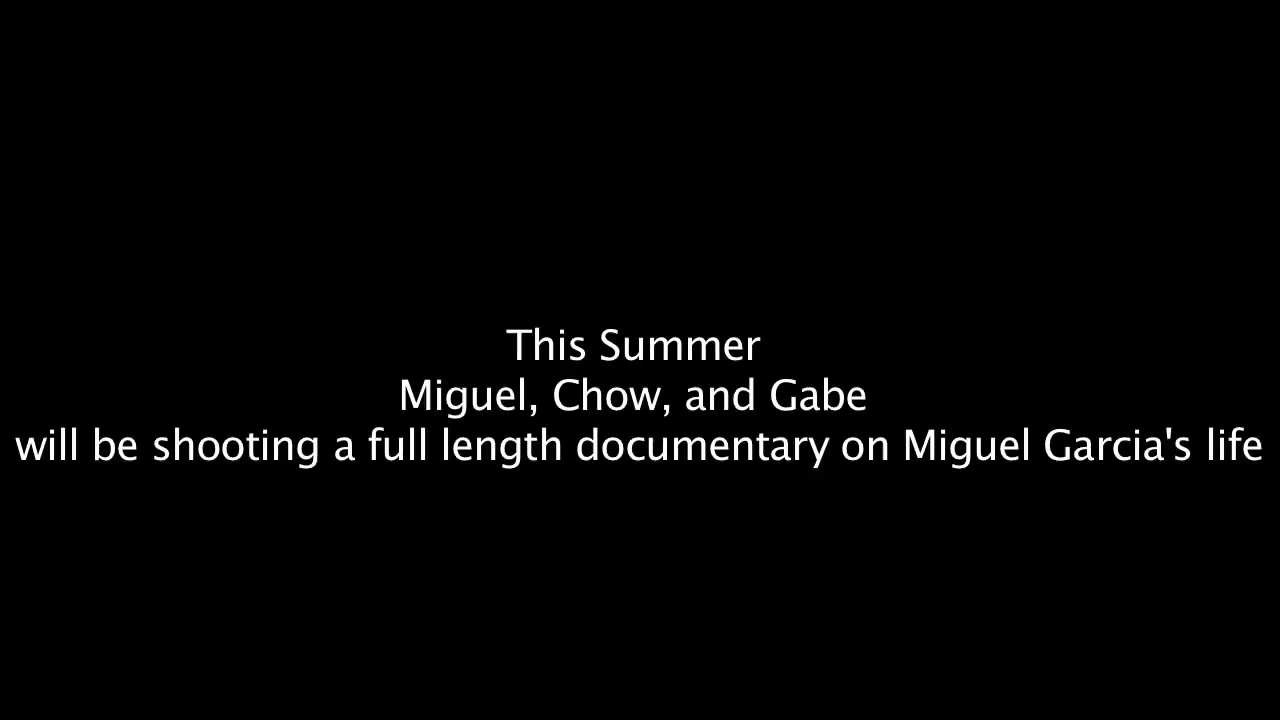 This Summer
Miguel, Chow, and Gabe
will be shooting a full length documentary on Miguel Garcia's life